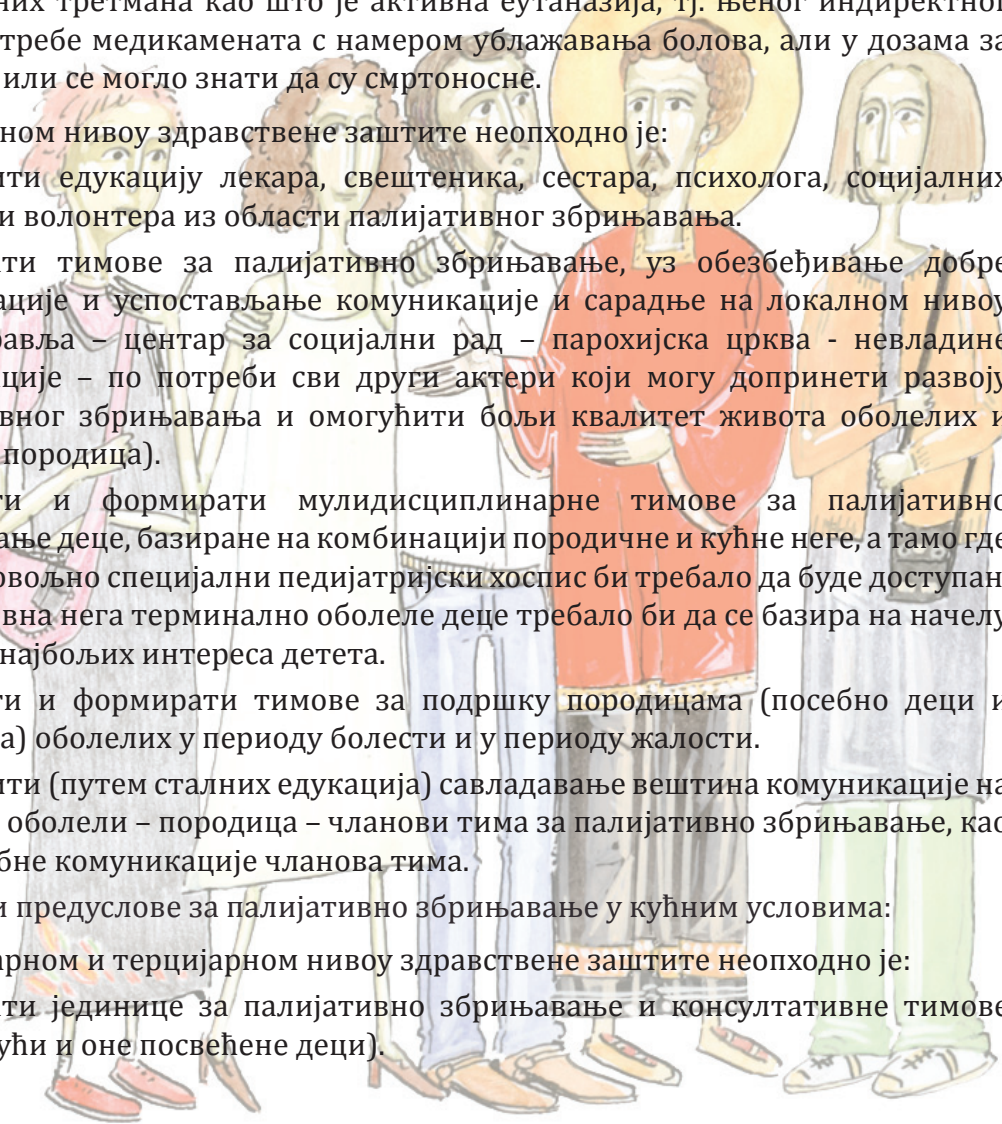 них третмана као што је активна еутаназија, тј. њеног индиректног
требе медикамената с намером ублажавања болова, али у дозама за
или се могло знати да су смртоносне.
ном нивоу здравствене заштите неопходно је:
ити едукацију лекара, свештеника, сестара, психолога, социјалних
и волонтера из области палијативног збрињавања.
ти тимове за палијативно збрињавање, уз обезбеђивање добре
ације и успостављање комуникације и сарадње на локалном нивоу
равља – центар за социјални рад – парохијска црква - невладине
ције – по потреби сви други актери који могу допринети развоју
вног збрињавања и омогућити бољи квалитет живота оболелих и
породица).
ти и формирати мулидисциплинарне тимове за палијативно
ање деце, базиране на комбинацији породичне и кућне неге, а тамо где
овољно специјални педијатријски хоспис би требало да буде доступан.
вна нега терминално оболеле деце требало би да се базира на начелу
најбољих интереса детета.
ти и формирати тимове за подршку породицама (посебно деци и
а) оболелих у периоду болести и у периоду жалости.
ити (путем сталних едукација) савладавање вештина комуникације на
оболели – породица – чланови тима за палијативно збрињавање, као
бне комуникације чланова тима.
и предуслове за палијативно збрињавање у кућним условима:
арном и терцијарном нивоу здравствене заштите неопходно је:
ти јединице за палијативно збрињавање и консултативне тимове
ући и оне посвећене деци).